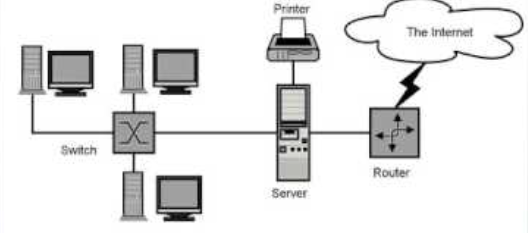 Printer
The Internet
Switch
Server
Router